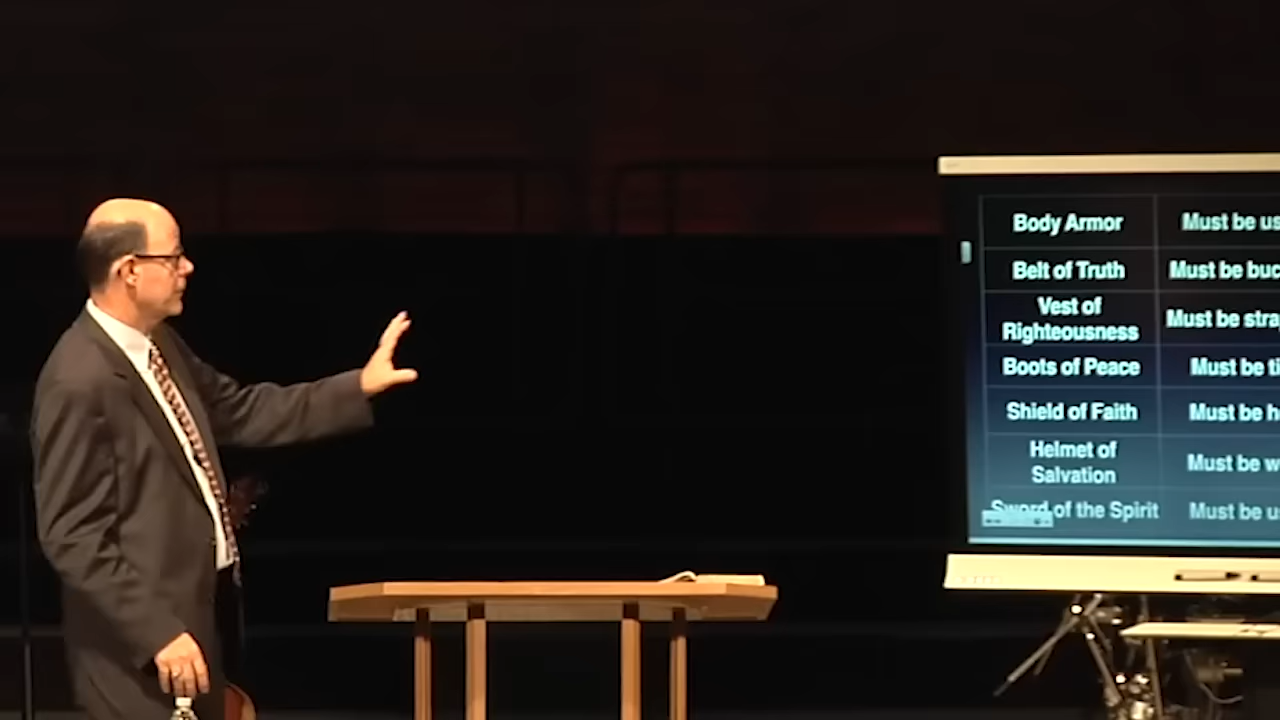 Body Armor Must be us
Belt of Truth Must be buc
Vest of
Righteousness Must be stra
Boots of Peace Must be ti
Shield of Faith Must be h
Helmet of
Salvation Must be w
Sword of the Spirit Must be u